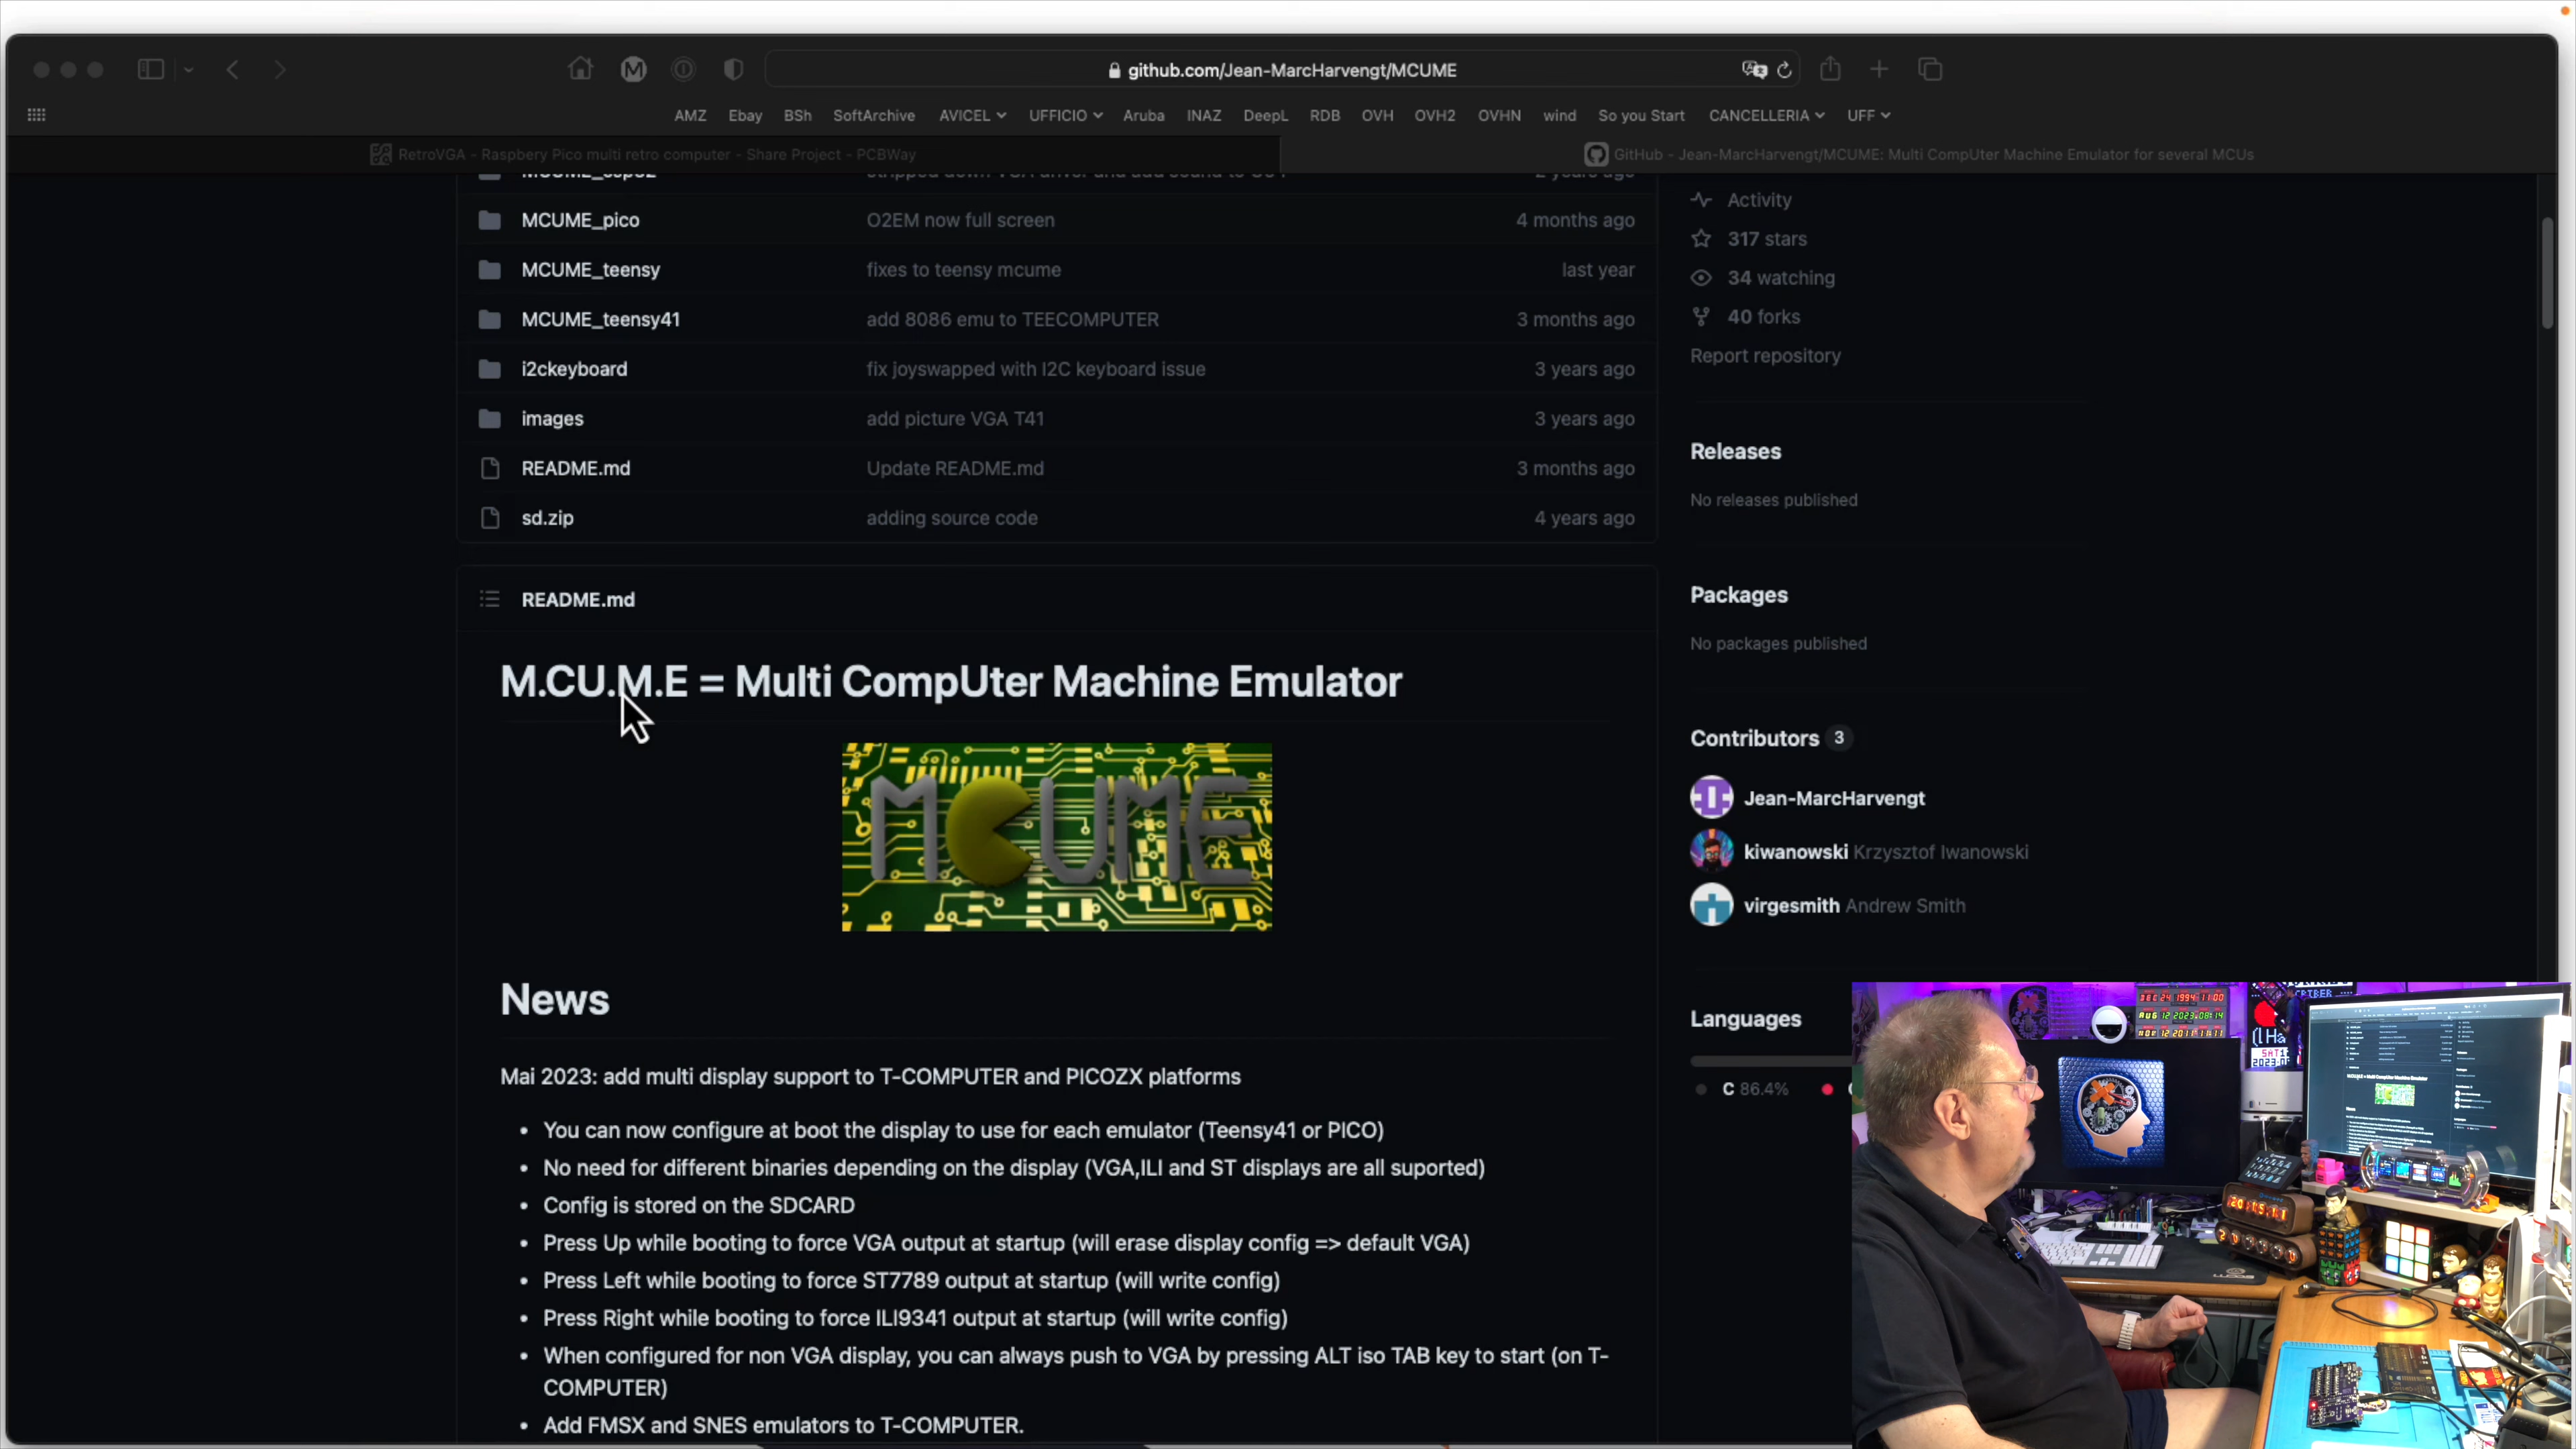 github.com/Jean-MarcHarvengt/MCUME
AMZ Ebay BSh SoftArchive AVICEL UFFICIO Aruba INAZ DeepL RDB OVH OVH2 OVHN wind So you Start CANCELLERIA UFF
RetroVGA - Raspbery Pico multi retro computer - Share Project - PCBWay
GitHub - Jean-MarcHarvengt/MCUME: Multi CompUter Machine Emulator for several MCUs
MCUME_pico O2EM now full screen 4 months ago
MCUME_teensy fixes to teensy mcume last year
MCUME_teensy41 add 8086 emu to TEECOMPUTER 3 months ago
i2ckeyboard fix joyswapped with I2C keyboard issue 3 years ago
images add picture VGA T41 3 years ago
README.md Update README.md 3 months ago
sd.zip adding source code 4 years ago
README.md
M.CU.M.E = Multi CompUter Machine Emulator
MCUME
News
Mai 2023: add multi display support to T-COMPUTER and PICOZX platforms
• You can now configure at boot the display to use for each emulator (Teensy41 or PICO)
• No need for different binaries depending on the display (VGA,ILI and ST displays are all suported)
• Config is stored on the SDCARD
• Press Up while booting to force VGA output at startup (will erase display config => default VGA)
• Press Left while booting to force ST7789 output at startup (will write config)
• Press Right while booting to force ILI9341 output at startup (will write config)
• When configured for non VGA display, you can always push to VGA by pressing ALT iso TAB key to start (on T-
COMPUTER)
• Add FMSX and SNES emulators to T-COMPUTER.
Activity
317 stars
34 watching
40 forks
Report repository
Releases
No releases published
Packages
No packages published
Contributors 3
Jean-MarcHarvengt
kiwanowski Krzysztof Iwanowski
virgesmith Andrew Smith
Languages
C 86.4%
DEC 24 1994 11:00
AUG 12 2023 08:14